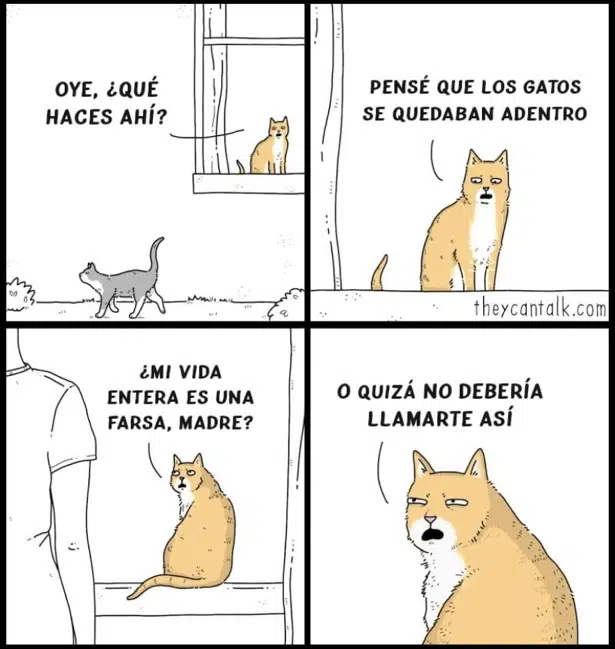 OYE, ¿QUÉ
HACES AHÍ?
PENSÉ QUE LOS GATOS
SE QUEDABAN ADENTRO
theycantalk.com
¿MI VIDA
ENTERA ES UNA
FARSA, MADRE?
O QUIZÁ NO DEBERÍA
LLAMARTE ASÍ